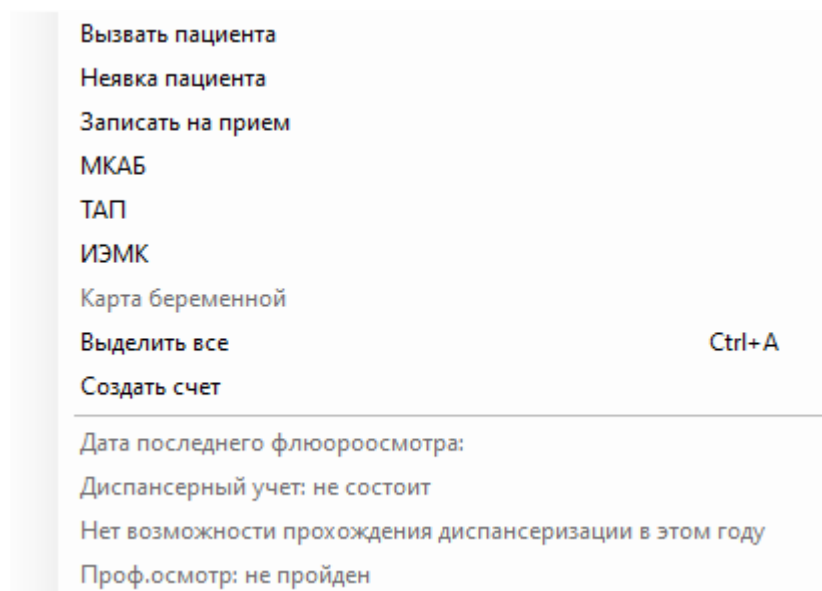 Вызвать пациента
Неявка пациента
Записать на прием
МКАБ
ТАП
ИЭМК
Карта беременной
Выделить все Ctrl+A
Создать счет
Дата последнего флюороосмотра:
Диспансерный учет: не состоит
Нет возможности прохождения диспансеризации в этом году
Проф.осмотр: не пройден